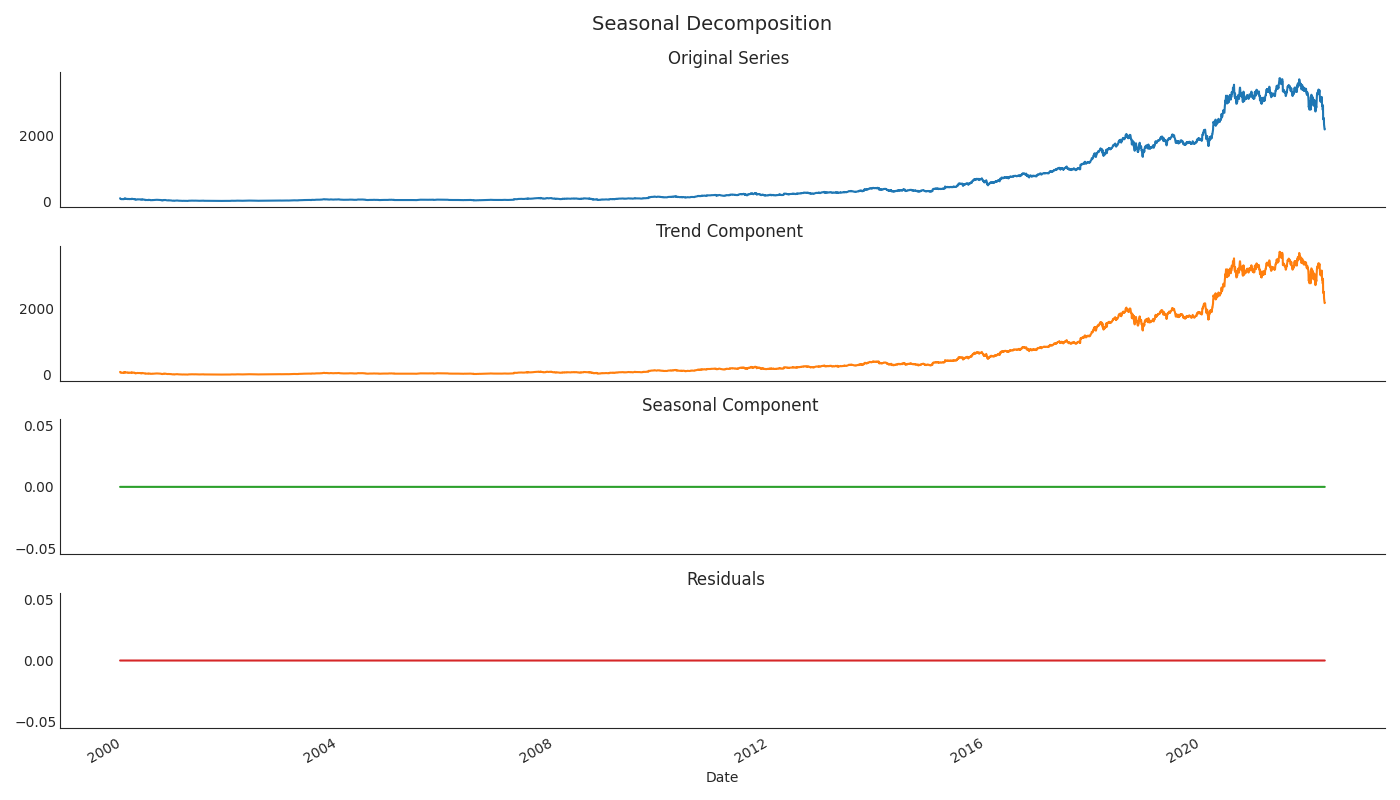 Seasonal Decomposition
Original Series
2000
0
Trend Component
2000
0
Seasonal Component
0.05
0.00
−0.05
Residuals
0.05
0.00
−0.05
2000 2004 2008 2012 2016 2020
Date